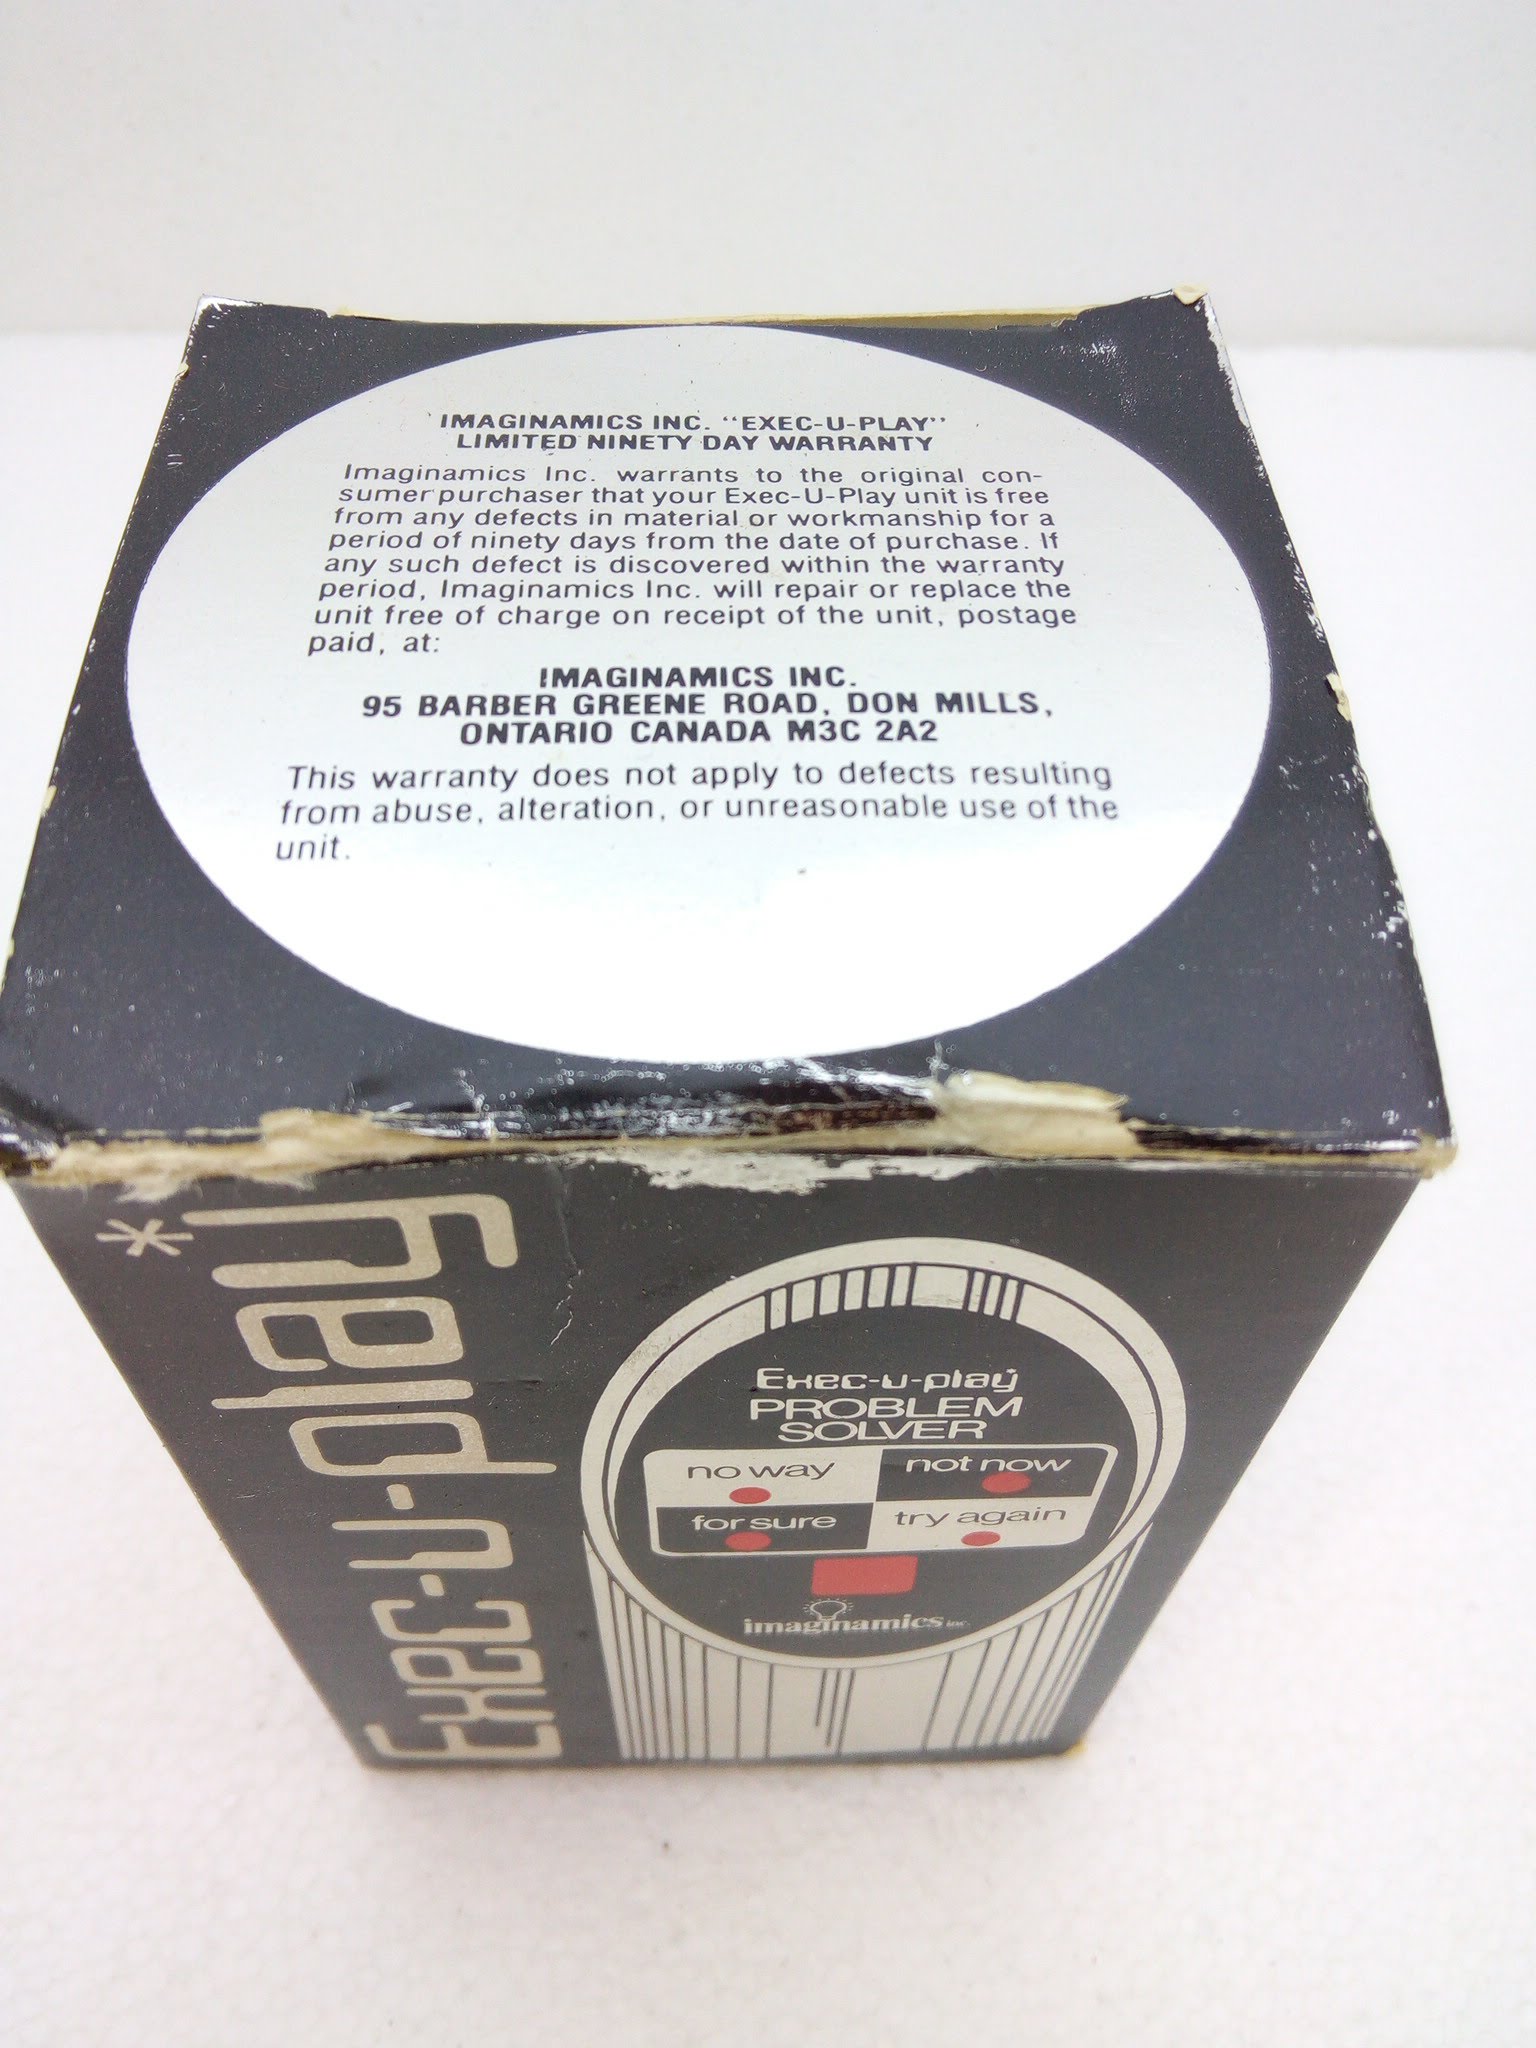 IMAGINAMICS INC. "EXEC-U-PLAY"
LIMITED NINETY DAY WARRANTY
Imaginamics Inc. warrants to the original con-
sumer purchaser that your Exec-U-Play unit is free
from any defects in material or workmanship for a
period of ninety days from the date of purchase. If
any such defect is discovered within the warranty
period, Imaginamics Inc. will repair or replace the
unit free of charge on receipt of the unit, postage
paid, at:
IMAGINAMICS INC.
95 BARBER GREENE ROAD, DON MILLS,
ONTARIO CANADA M3C 2A2
This warranty does not apply to defects resulting
from abuse, alteration, or unreasonable use of the
unit.
Exec-u-play*
Exec-u-play
PROBLEM
SOLVER
no way not now
for sure try again
imaginamics inc.